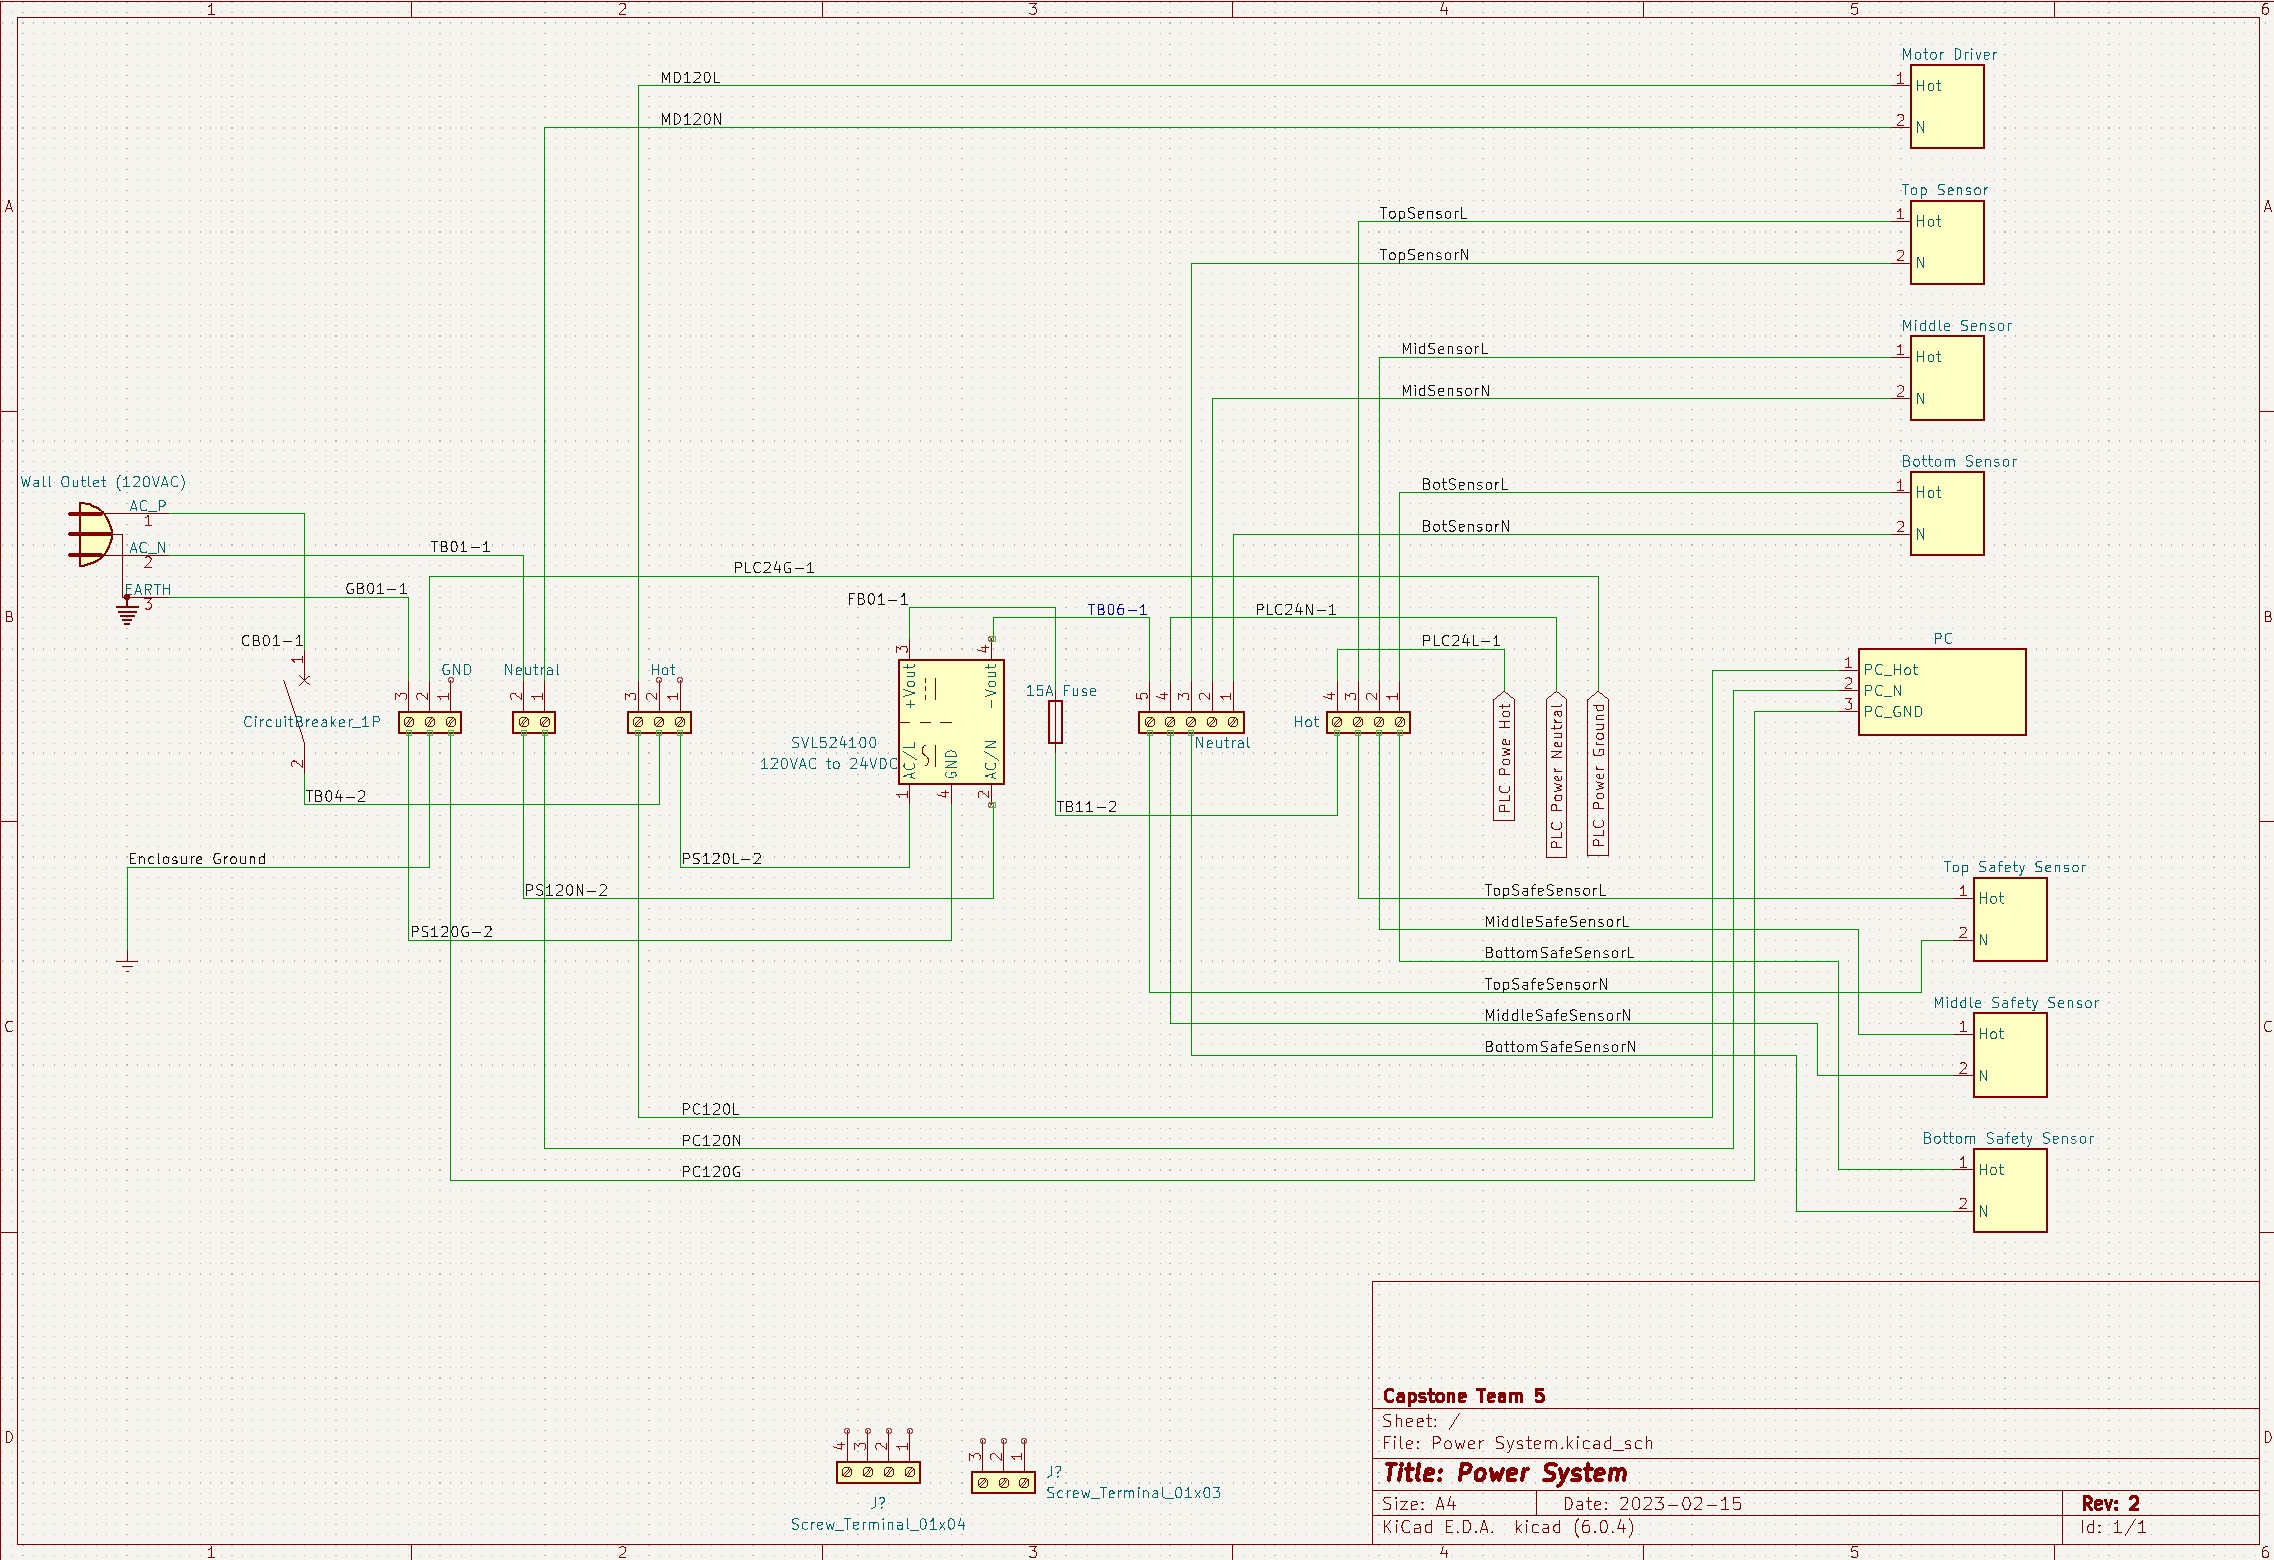 1 2 3 4 5 6
Motor Driver
MD120L
1 Hot
MD120N
2 N
Top Sensor
A A
TopSensorL
1 Hot
TopSensorN
2 N
Middle Sensor
MidSensorL
1 Hot
MidSensorN
2 N
Bottom Sensor
Wall Outlet (120VAC)
BotSensorL
1 Hot
AC_P
1
BotSensorN
2 N
AC_N
2
TB01-1
PLC24G-1
EARTH
3
GB01-1
FB01-1
TB06-1
PLC24N-1
B B
CB01-1
1
PLC24L-1
PC
GND
Neutral
Hot
3 2 1
2 1
3 2 1
3 4
+Vout -Vout
15A Fuse
5 4 3 2 1
4 3 2 1
1 PC_Hot
2 PC_N
3 PC_GND
CircuitBreaker_1P
Hot
Neutral
SVL524100
120VAC to 24VDC
AC/L GND AC/N
1 4 2
PLC Powe Hot
PLC Power Neutral
PLC Power Ground
2
TB04-2
TB11-2
Enclosure Ground
PS120L-2
Top Safety Sensor
PS120N-2
TopSafeSensorL
1 Hot
MiddleSafeSensorL
PS120G-2
2 N
BottomSafeSensorL
TopSafeSensorN
Middle Safety Sensor
MiddleSafeSensorN
C C
1 Hot
BottomSafeSensorN
2 N
PC120L
PC120N
Bottom Safety Sensor
PC120G
1 Hot
2 N
Capstone Team 5
Sheet: /
File: Power System.kicad_sch
D D
4 3 2 1
3 2 1
J?
Screw_Terminal_01x03
J?
Screw_Terminal_01x04
Title: Power System
Size: A4 Date: 2023-02-15 Rev: 2
KiCad E.D.A. kicad (6.0.4) Id: 1/1
1 2 3 4 5 6